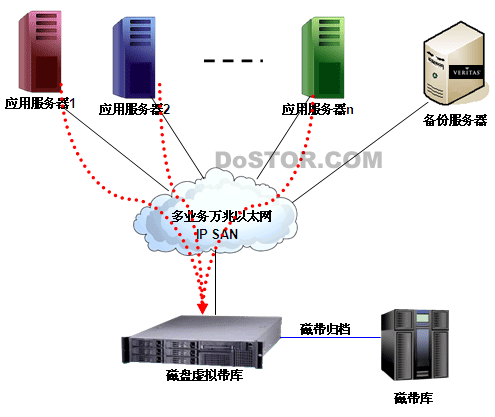 VERITAS
应用服务器1
应用服务器2
应用服务器n
备份服务器
DoSTOR.COM
多业务万兆以太网
IP SAN
磁带归档
磁盘虚拟带库
磁带库